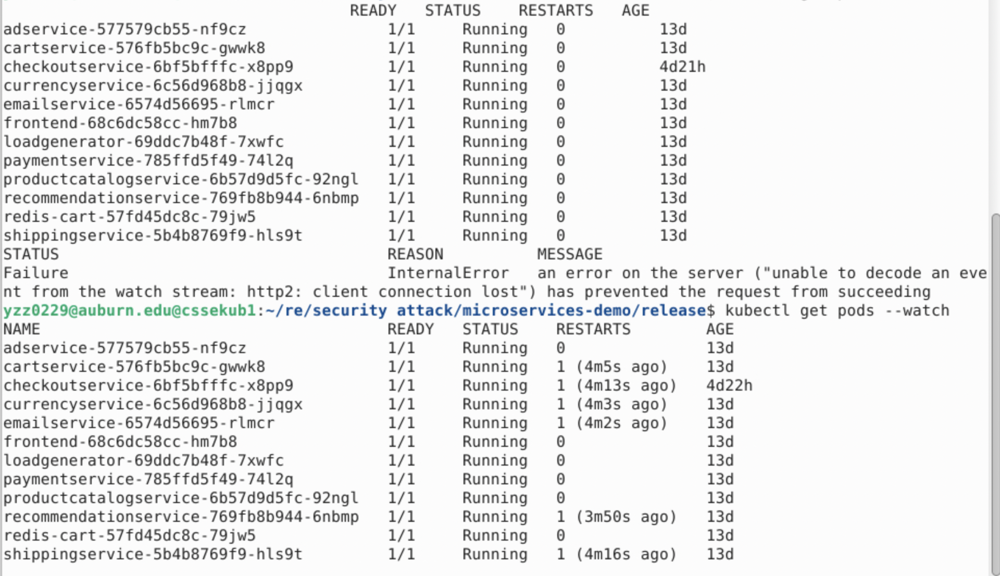 READY STATUS RESTARTS AGE
adservice-577579cb55-nf9cz 1/1 Running 0 13d
cartservice-576fb5bc9c-gwwk8 1/1 Running 0 13d
checkoutservice-6bf5bfffc-x8pp9 1/1 Running 0 4d21h
currencyservice-6c56d968b8-jjqgx 1/1 Running 0 13d
emailservice-6574d56695-rlmcr 1/1 Running 0 13d
frontend-68c6dc58cc-hm7b8 1/1 Running 0 13d
loadgenerator-69ddc7b48f-7xwfc 1/1 Running 0 13d
paymentservice-785ffd5f49-74l2q 1/1 Running 0 13d
productcatalogservice-6b57d9d5fc-92ngl 1/1 Running 0 13d
recommendationservice-769fb8b944-6nbmp 1/1 Running 0 13d
redis-cart-57fd45dc8c-79jw5 1/1 Running 0 13d
shippingservice-5b4b8769f9-hls9t 1/1 Running 0 13d
STATUS REASON MESSAGE
Failure InternalError an error on the server ("unable to decode an eve
nt from the watch stream: http2: client connection lost") has prevented the request from succeeding
yzz0229@auburn.edu@cssekub1:~/re/security attack/microservices-demo/release$ kubectl get pods --watch
NAME READY STATUS RESTARTS AGE
adservice-577579cb55-nf9cz 1/1 Running 0 13d
cartservice-576fb5bc9c-gwwk8 1/1 Running 1 (4m5s ago) 13d
checkoutservice-6bf5bfffc-x8pp9 1/1 Running 1 (4m13s ago) 4d22h
currencyservice-6c56d968b8-jjqgx 1/1 Running 1 (4m3s ago) 13d
emailservice-6574d56695-rlmcr 1/1 Running 1 (4m2s ago) 13d
frontend-68c6dc58cc-hm7b8 1/1 Running 0 13d
loadgenerator-69ddc7b48f-7xwfc 1/1 Running 0 13d
paymentservice-785ffd5f49-74l2q 1/1 Running 0 13d
productcatalogservice-6b57d9d5fc-92ngl 1/1 Running 0 13d
recommendationservice-769fb8b944-6nbmp 1/1 Running 1 (3m50s ago) 13d
redis-cart-57fd45dc8c-79jw5 1/1 Running 0 13d
shippingservice-5b4b8769f9-hls9t 1/1 Running 1 (4m16s ago) 13d